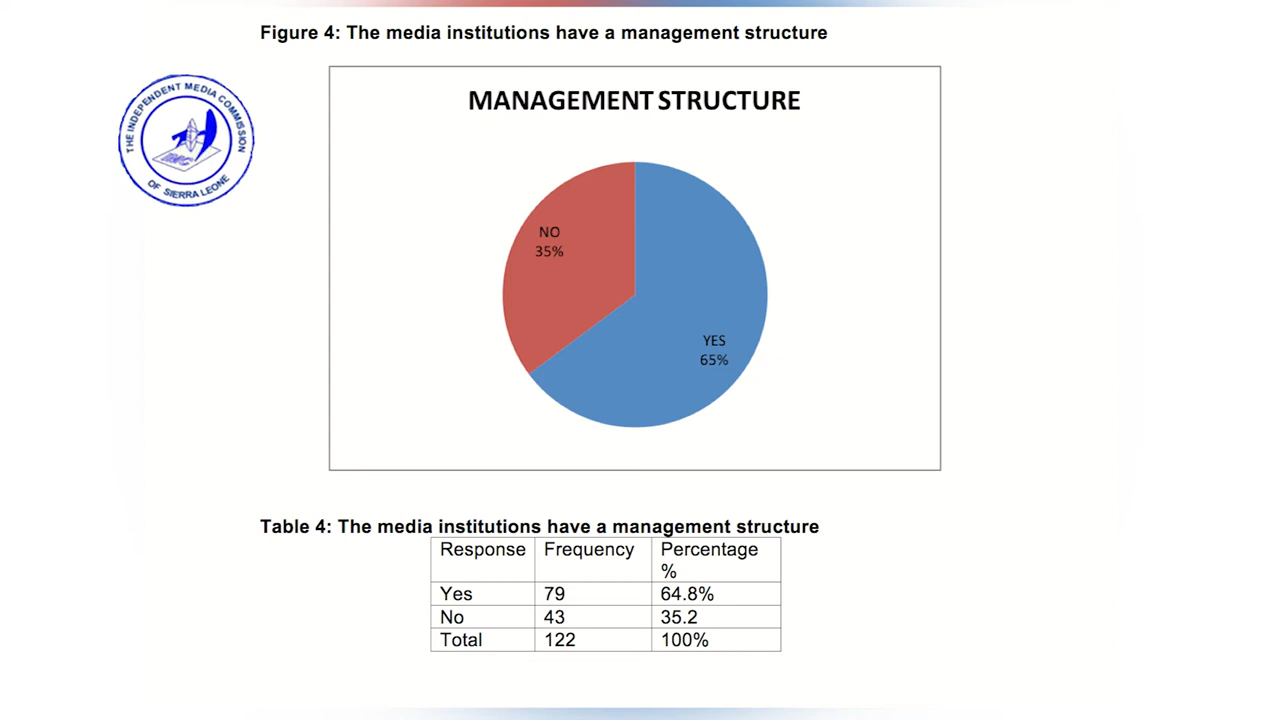 Figure 4: The media institutions have a management structure
THE INDEPENDENT MEDIA COMMISSION
OF SIERRA LEONE
IMC
MANAGEMENT STRUCTURE
NO
35%
YES
65%
Table 4: The media institutions have a management structure
Response Frequency Percentage
%
Yes 79 64.8%
No 43 35.2
Total 122 100%